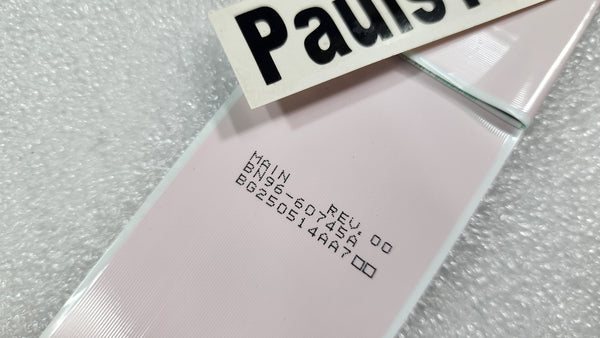 Pauls
MAIN REV. 00
BN96-60745A
BG250514AA7□□